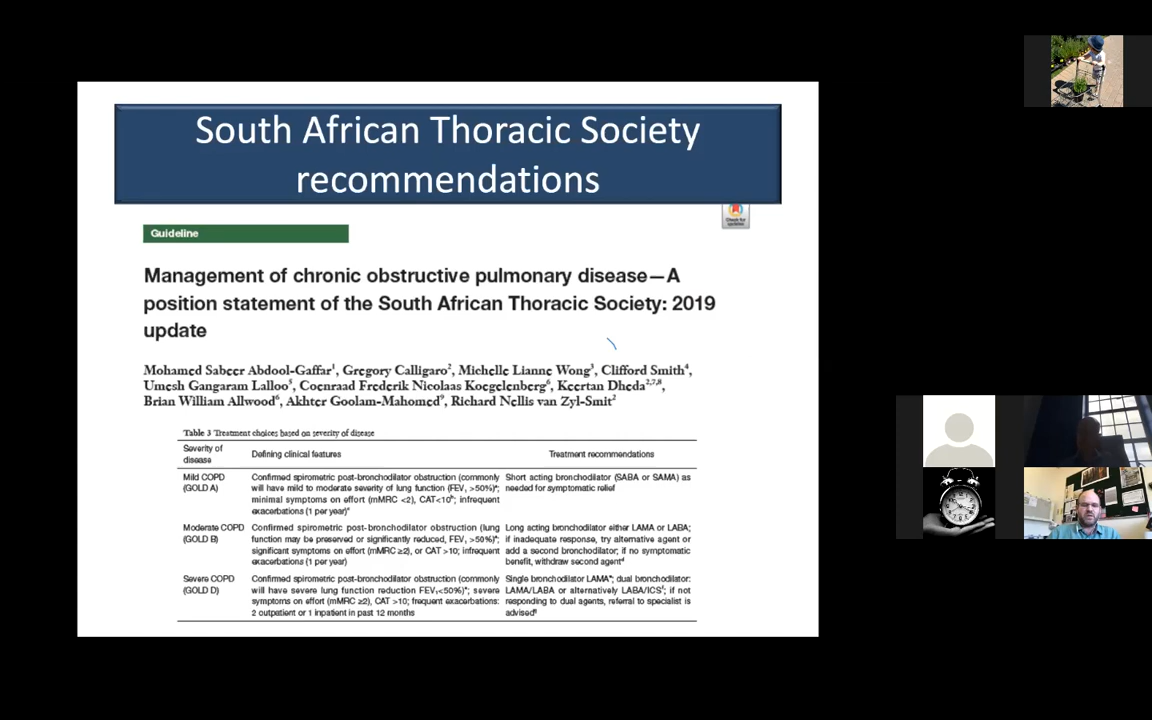 South African Thoracic Society
recommendations
Check for
updates
Guideline
Management of chronic obstructive pulmonary disease—A
position statement of the South African Thoracic Society: 2019
update
Mohamed Sabeer Abdool-Gaffar¹, Gregory Calligaro², Michelle Lianne Wong³, Clifford Smith⁴,
Umesh Gangaram Lalloo⁵, Coenraad Frederik Nicolaas Koegelenberg⁶, Keertan Dheda²,⁷,⁸,
Brian William Allwood⁶, Akhter Goolam-Mahomed⁹, Richard Nellis van Zyl-Smit²
Table 3 Treatment choices based on severity of disease
Severity of
disease
Defining clinical features
Treatment recommendations
Mild COPD
(GOLD A)
Confirmed spirometric post-bronchodilator obstruction (commonly
will have mild to moderate severity of lung function (FEV₁ >50%)ᵃ;
minimal symptoms on effort (mMRC <2), CAT<10ᵇ; infrequent
exacerbations (1 per year)ᶜ
Short acting bronchodilator (SABA or SAMA) as
needed for symptomatic relief
Moderate COPD
(GOLD B)
Confirmed spirometric post-bronchodilator obstruction (lung
function may be preserved or significantly reduced, FEV₁ >50%)ᵃ;
significant symptoms on effort (mMRC ≥2), or CAT >10; infrequent
exacerbations (1 per year)
Long acting bronchodilator either LAMA or LABA;
if inadequate response, try alternative agent or
add a second bronchodilator; if no symptomatic
benefit, withdraw second agentᵈ
Severe COPD
(GOLD D)
Confirmed spirometric post-bronchodilator obstruction (commonly
will have severe lung function reduction FEV₁<50%)ᵃ; severe
symptoms on effort (mMRC ≥2), CAT >10; frequent exacerbations:
2 outpatient or 1 inpatient in past 12 months
Single bronchodilator LAMAᵉ; dual bronchodilator:
LAMA/LABA or alternatively LABA/ICSᶠ; if not
responding to dual agents, referral to specialist is
advisedᵍ